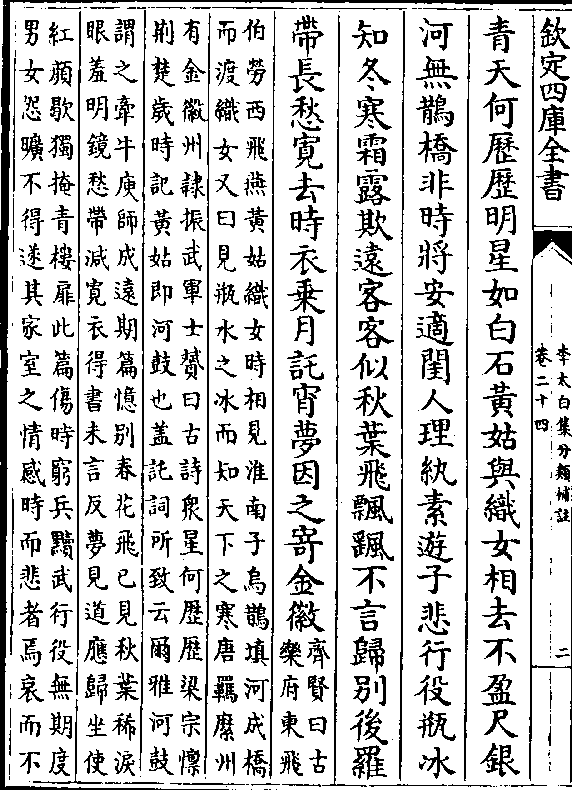 欽定四庫全書
李太白集分類補註
卷二十四
二
青天何歷歷明星如白石黃姑與織女相去不盈尺銀
河無鵲橋非時將安適閨人理紈素遊子悲行役瓶冰
知冬寒霜露欺遠客客似秋葉飛飄颻不言歸別後羅
帶長愁寛去時衣乗月託宵夢因之寄金徽
齊賢曰古
樂府東飛
伯勞西飛燕黃姑織女時相見淮南子烏鵲填河成橋
而渡織女又曰見瓶水之冰而知天下之寒唐羈縻州
有金徽州隷振武軍士贇曰古詩衆星何歷歷梁宗懍
荆楚歲時記黃姑即河鼓也蓋託詞所致云爾雅河鼓
謂之牽牛庾師成遠期篇憶別春花飛已見秋葉稀淚
眼羞明鏡愁帶減寛衣得書未言反夢見道應歸坐使
紅顔歇獨掩青樓扉此篇傷時窮兵黷武行役無期度
男女怨曠不得遂其家室之情感時而悲者焉哀而不